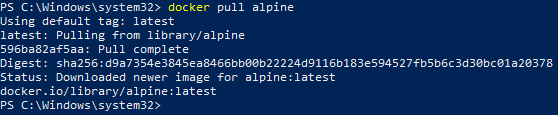 PS C:\Windows\system32> docker pull alpine
Using default tag: latest
latest: Pulling from library/alpine
596ba82af5aa: Pull complete
Digest: sha256:d9a7354e3845ea8466bb00b22224d9116b183e594527fb5b6c3d30bc01a20378
Status: Downloaded newer image for alpine:latest
docker.io/library/alpine:latest
PS C:\Windows\system32>